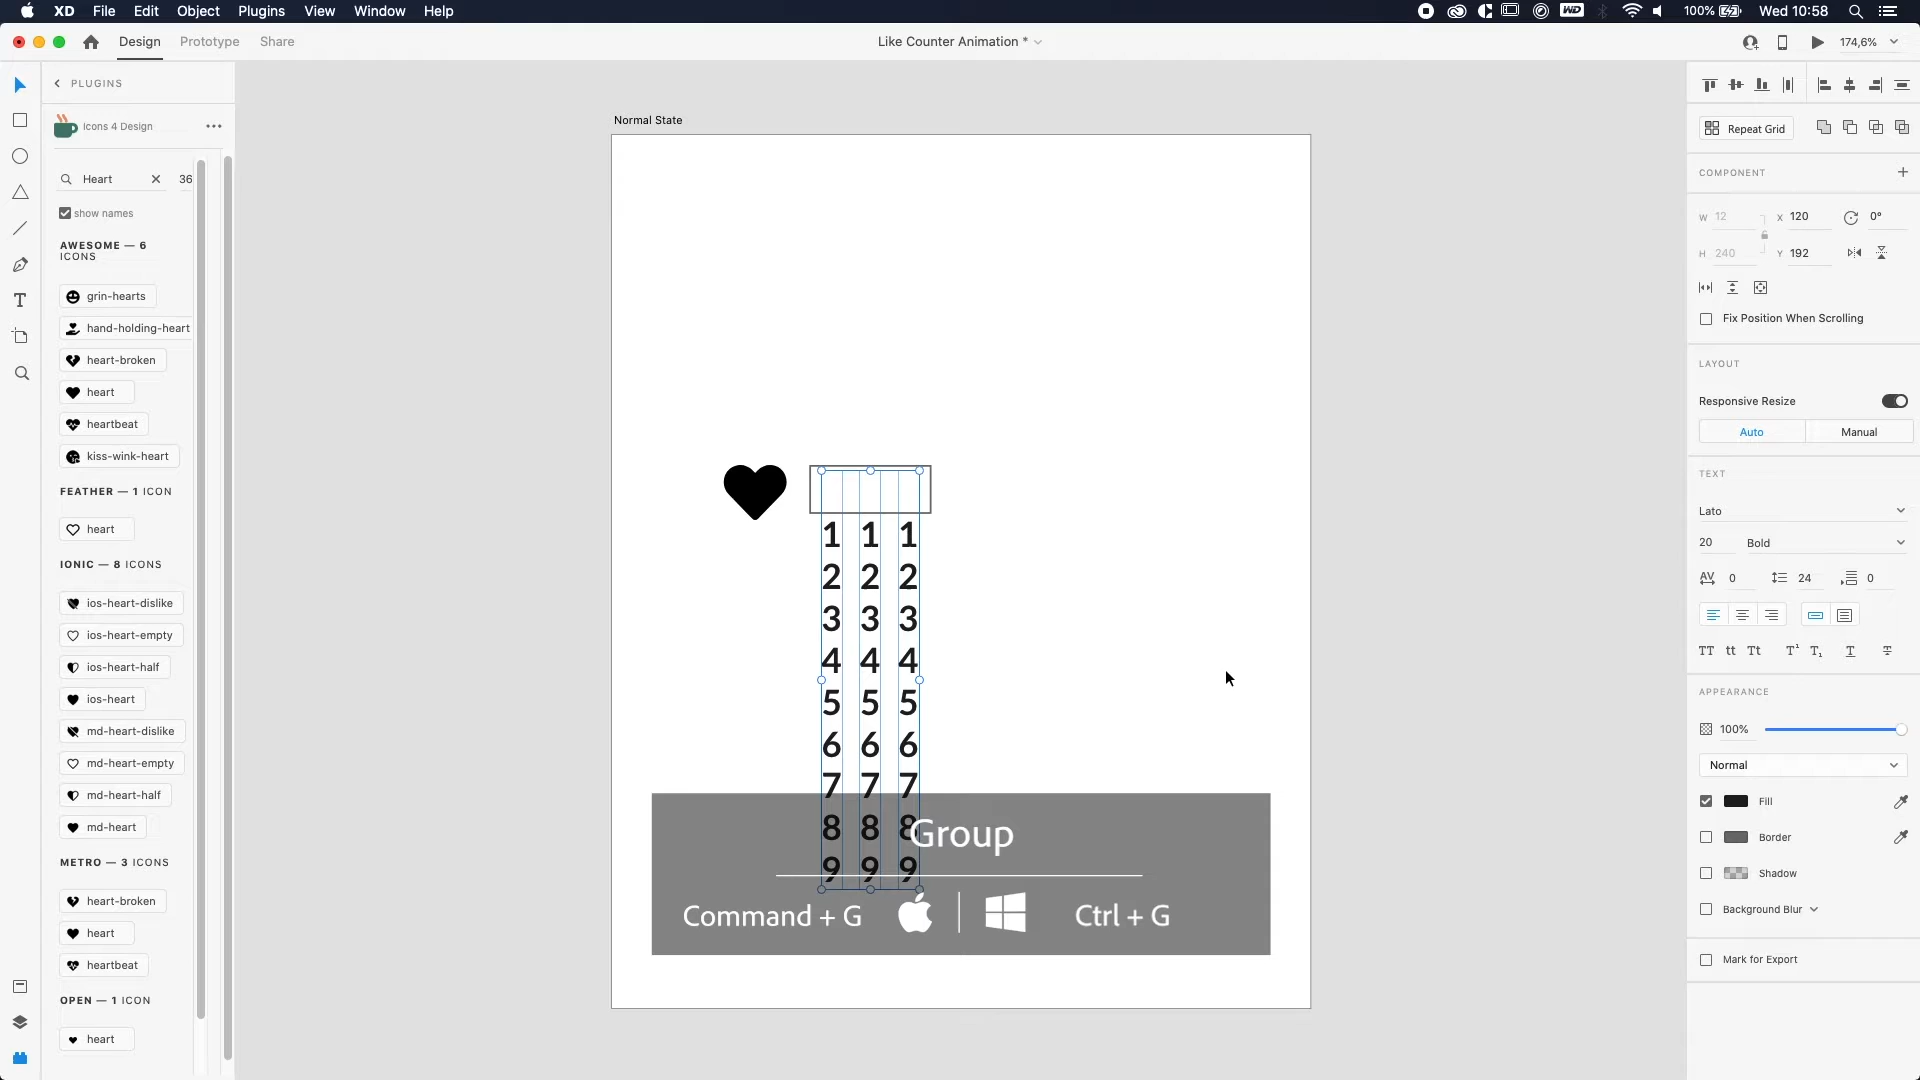 XD File Edit Object Plugins View Window Help
100% Wed 10:58
Design Prototype Share
Like Counter Animation *
174,6%
PLUGINS
Icons 4 Design
Heart
36
show names
AWESOME — 6
ICONS
grin-hearts
hand-holding-heart
heart-broken
heart
heartbeat
kiss-wink-heart
FEATHER — 1 ICON
heart
IONIC — 8 ICONS
ios-heart-dislike
ios-heart-empty
ios-heart-half
ios-heart
md-heart-dislike
md-heart-empty
md-heart-half
md-heart
METRO — 3 ICONS
heart-broken
heart
heartbeat
OPEN — 1 ICON
heart
Normal State
1 1 1
2 2 2
3 3 3
4 4 4
5 5 5
6 6 6
7 7 7
8 8 8
9 9 9
Group
Command + G
Ctrl + G
Repeat Grid
COMPONENT
W 12 X 120 0°
H 240 Y 192
Fix Position When Scrolling
LAYOUT
Responsive Resize
Auto Manual
TEXT
Lato
20 Bold
AV 0 24 0
TT tt Tt T¹ T₁ T T
APPEARANCE
100%
Normal
Fill
Border
Shadow
Background Blur
Mark for Export